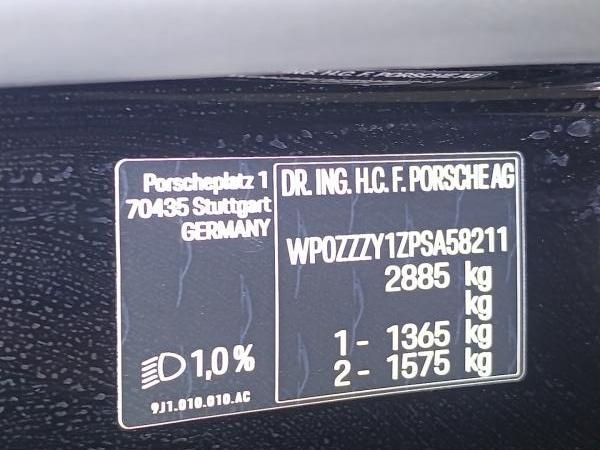 Porscheplatz 1
70435 Stuttgart
GERMANY
1,0%
9J1.010.010.AC
DR. ING. H.C. F. PORSCHE AG
WP0ZZZY1ZPSA58211
2885 kg
kg
1 - 1365 kg
2 - 1575 kg